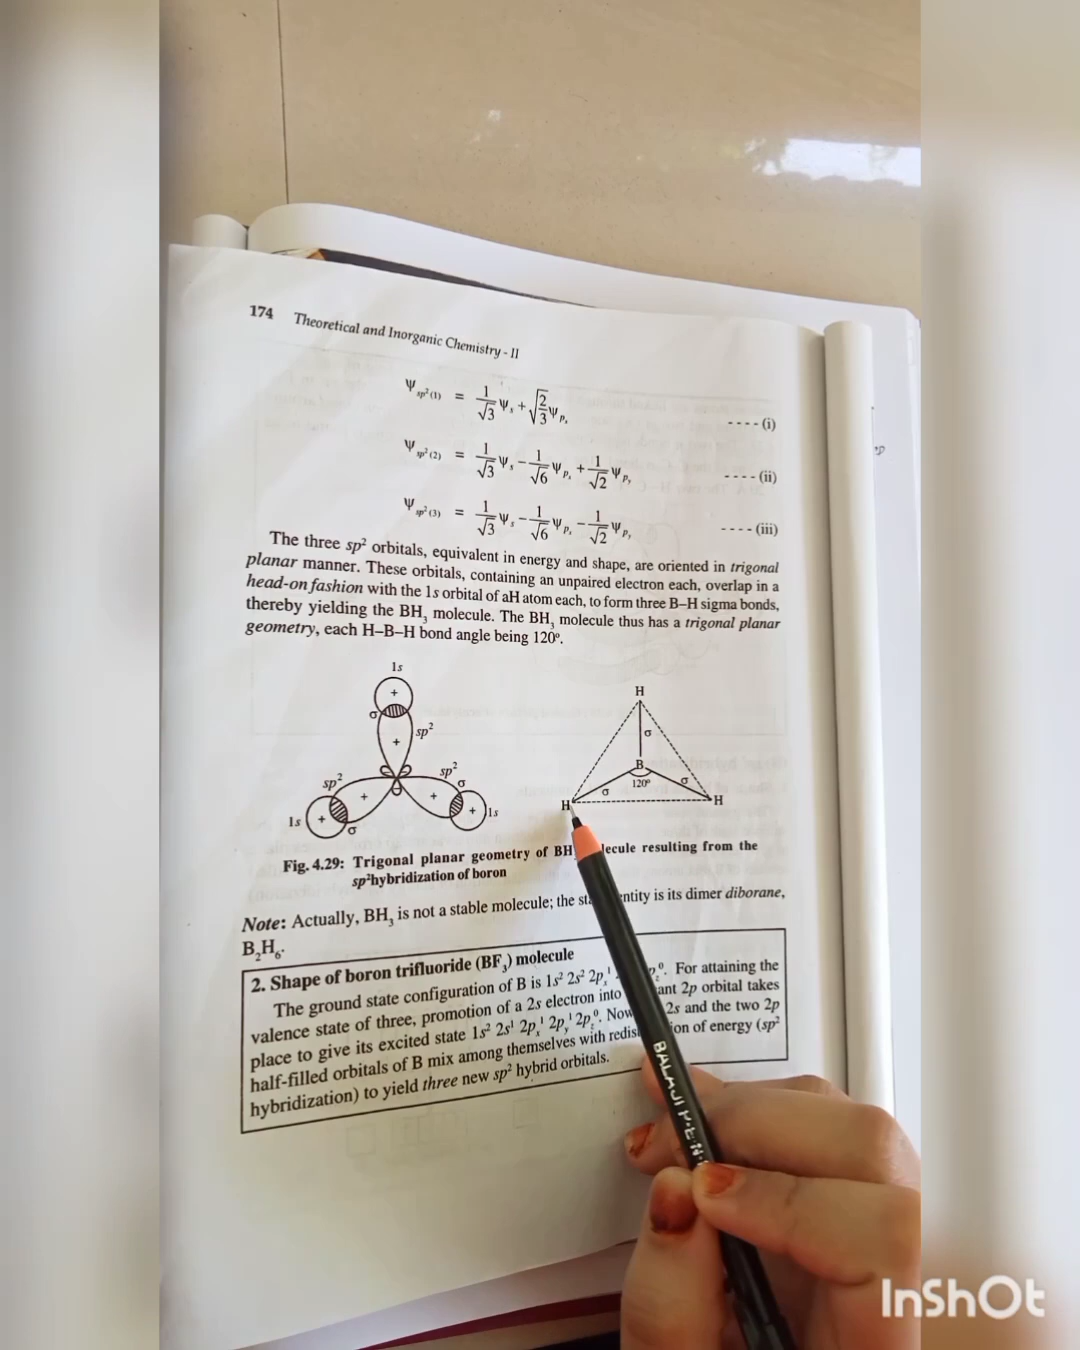 174 Theoretical and Inorganic Chemistry - II
Ψsp²(1) = 1/√3 Ψs + √2/3 Ψpx ---- (i)
Ψsp²(2) = 1/√3 Ψs − 1/√6 Ψpx + 1/√2 Ψpy ---- (ii)
Ψsp²(3) = 1/√3 Ψs − 1/√6 Ψpx − 1/√2 Ψpy ---- (iii)
The three sp² orbitals, equivalent in energy and shape, are oriented in trigonal
planar manner. These orbitals, containing an unpaired electron each, overlap in a
head-on fashion with the 1s orbital of aH atom each, to form three B–H sigma bonds,
thereby yielding the BH₃ molecule. The BH₃ molecule thus has a trigonal planar
geometry, each H–B–H bond angle being 120°.
1s
+
σ
sp²
+
sp² sp²
σ
+ +
1s + + 1s
σ
H
σ
B
120°
σ σ
H H
Fig. 4.29: Trigonal planar geometry of BH lecule resulting from the
sp²hybridization of boron
Note: Actually, BH₃ is not a stable molecule; the ntity is its dimer diborane,
B₂H₆.
2. Shape of boron trifluoride (BF₃) molecule
The ground state configuration of B is 1s² 2s² 2pₓ¹ ⁰. For attaining the
valence state of three, promotion of a 2s electron into ant 2p orbital takes
place to give its excited state 1s² 2s¹ 2pₓ¹ 2pᵧ¹ 2p_z⁰. Now 2s and the two 2p
half-filled orbitals of B mix among themselves with redis ion of energy (sp²
hybridization) to yield three new sp² hybrid orbitals.
BALAJI PEN
InShOt